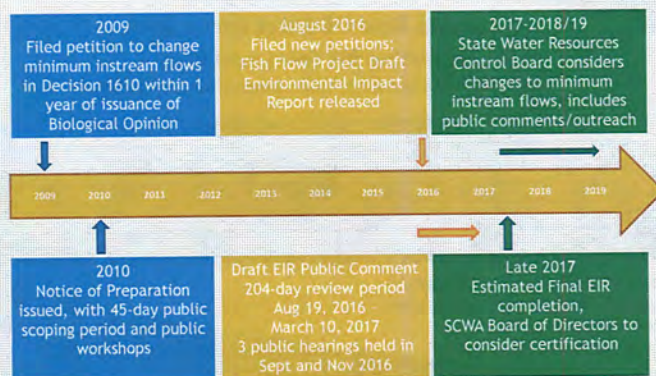 2009
Filed petition to change
minimum instream flows
in Decision 1610 within 1
year of issuance of
Biological Opinion
August 2016
Filed new petitions;
Fish Flow Project Draft
Environmental Impact
Report released
2017-2018/19
State Water Resources
Control Board considers
changes to minimum
instream flows, includes
public comments/outreach
2009 2010 2011 2012 2013 2014 2015 2016 2017 2018 2019
2010
Notice of Preparation
issued, with 45-day public
scoping period and public
workshops
Draft EIR Public Comment
204-day review period
Aug 19, 2016 -
March 10, 2017
3 public hearings held in
Sept and Nov 2016
Late 2017
Estimated Final EIR
completion,
SCWA Board of Directors to
consider certification